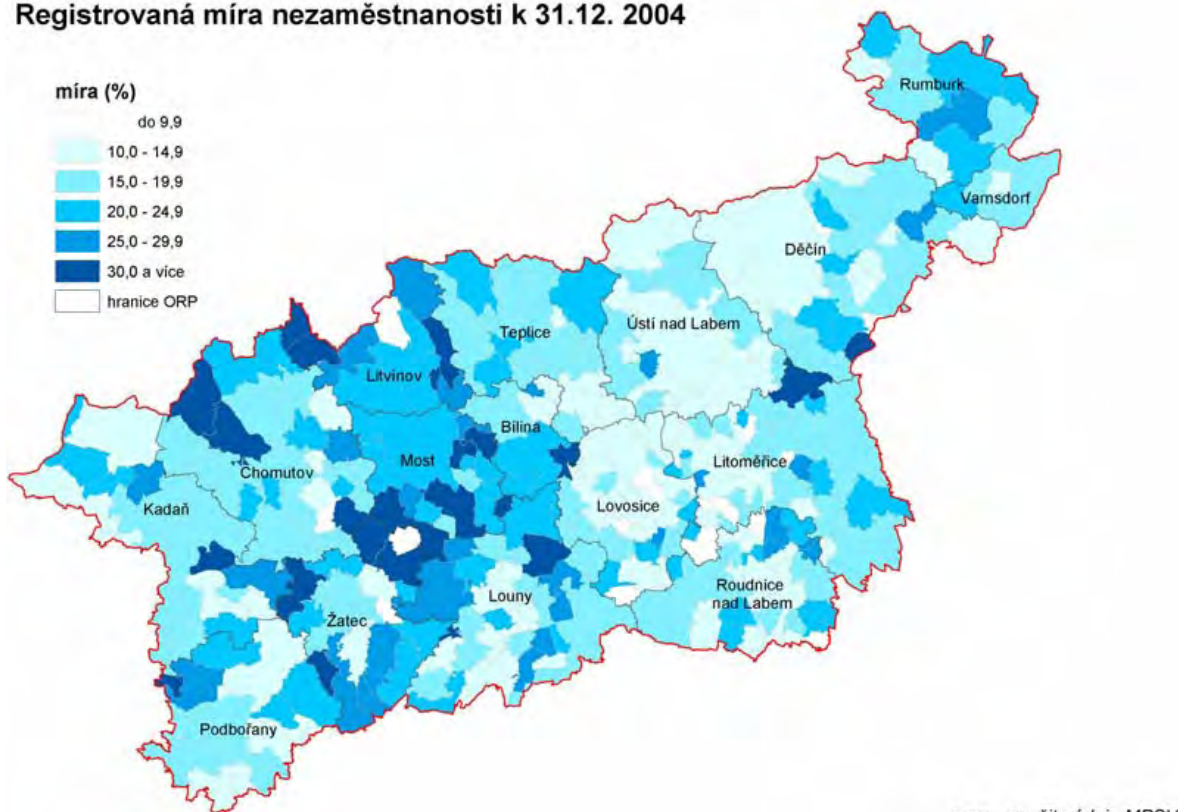 Registrovaná míra nezaměstnanosti k 31.12. 2004
míra (%)
do 9,9
10,0 - 14,9
15,0 - 19,9
20,0 - 24,9
25,0 - 29,9
30,0 a více
hranice ORP
Rumburk
Varnsdorf
Děčín
Ústí nad Labem
Teplice
Litvínov
Bílina
Most
Chomutov
Litoměřice
Lovosice
Kadaň
Roudnice
nad Labem
Louny
Žatec
Podbořany